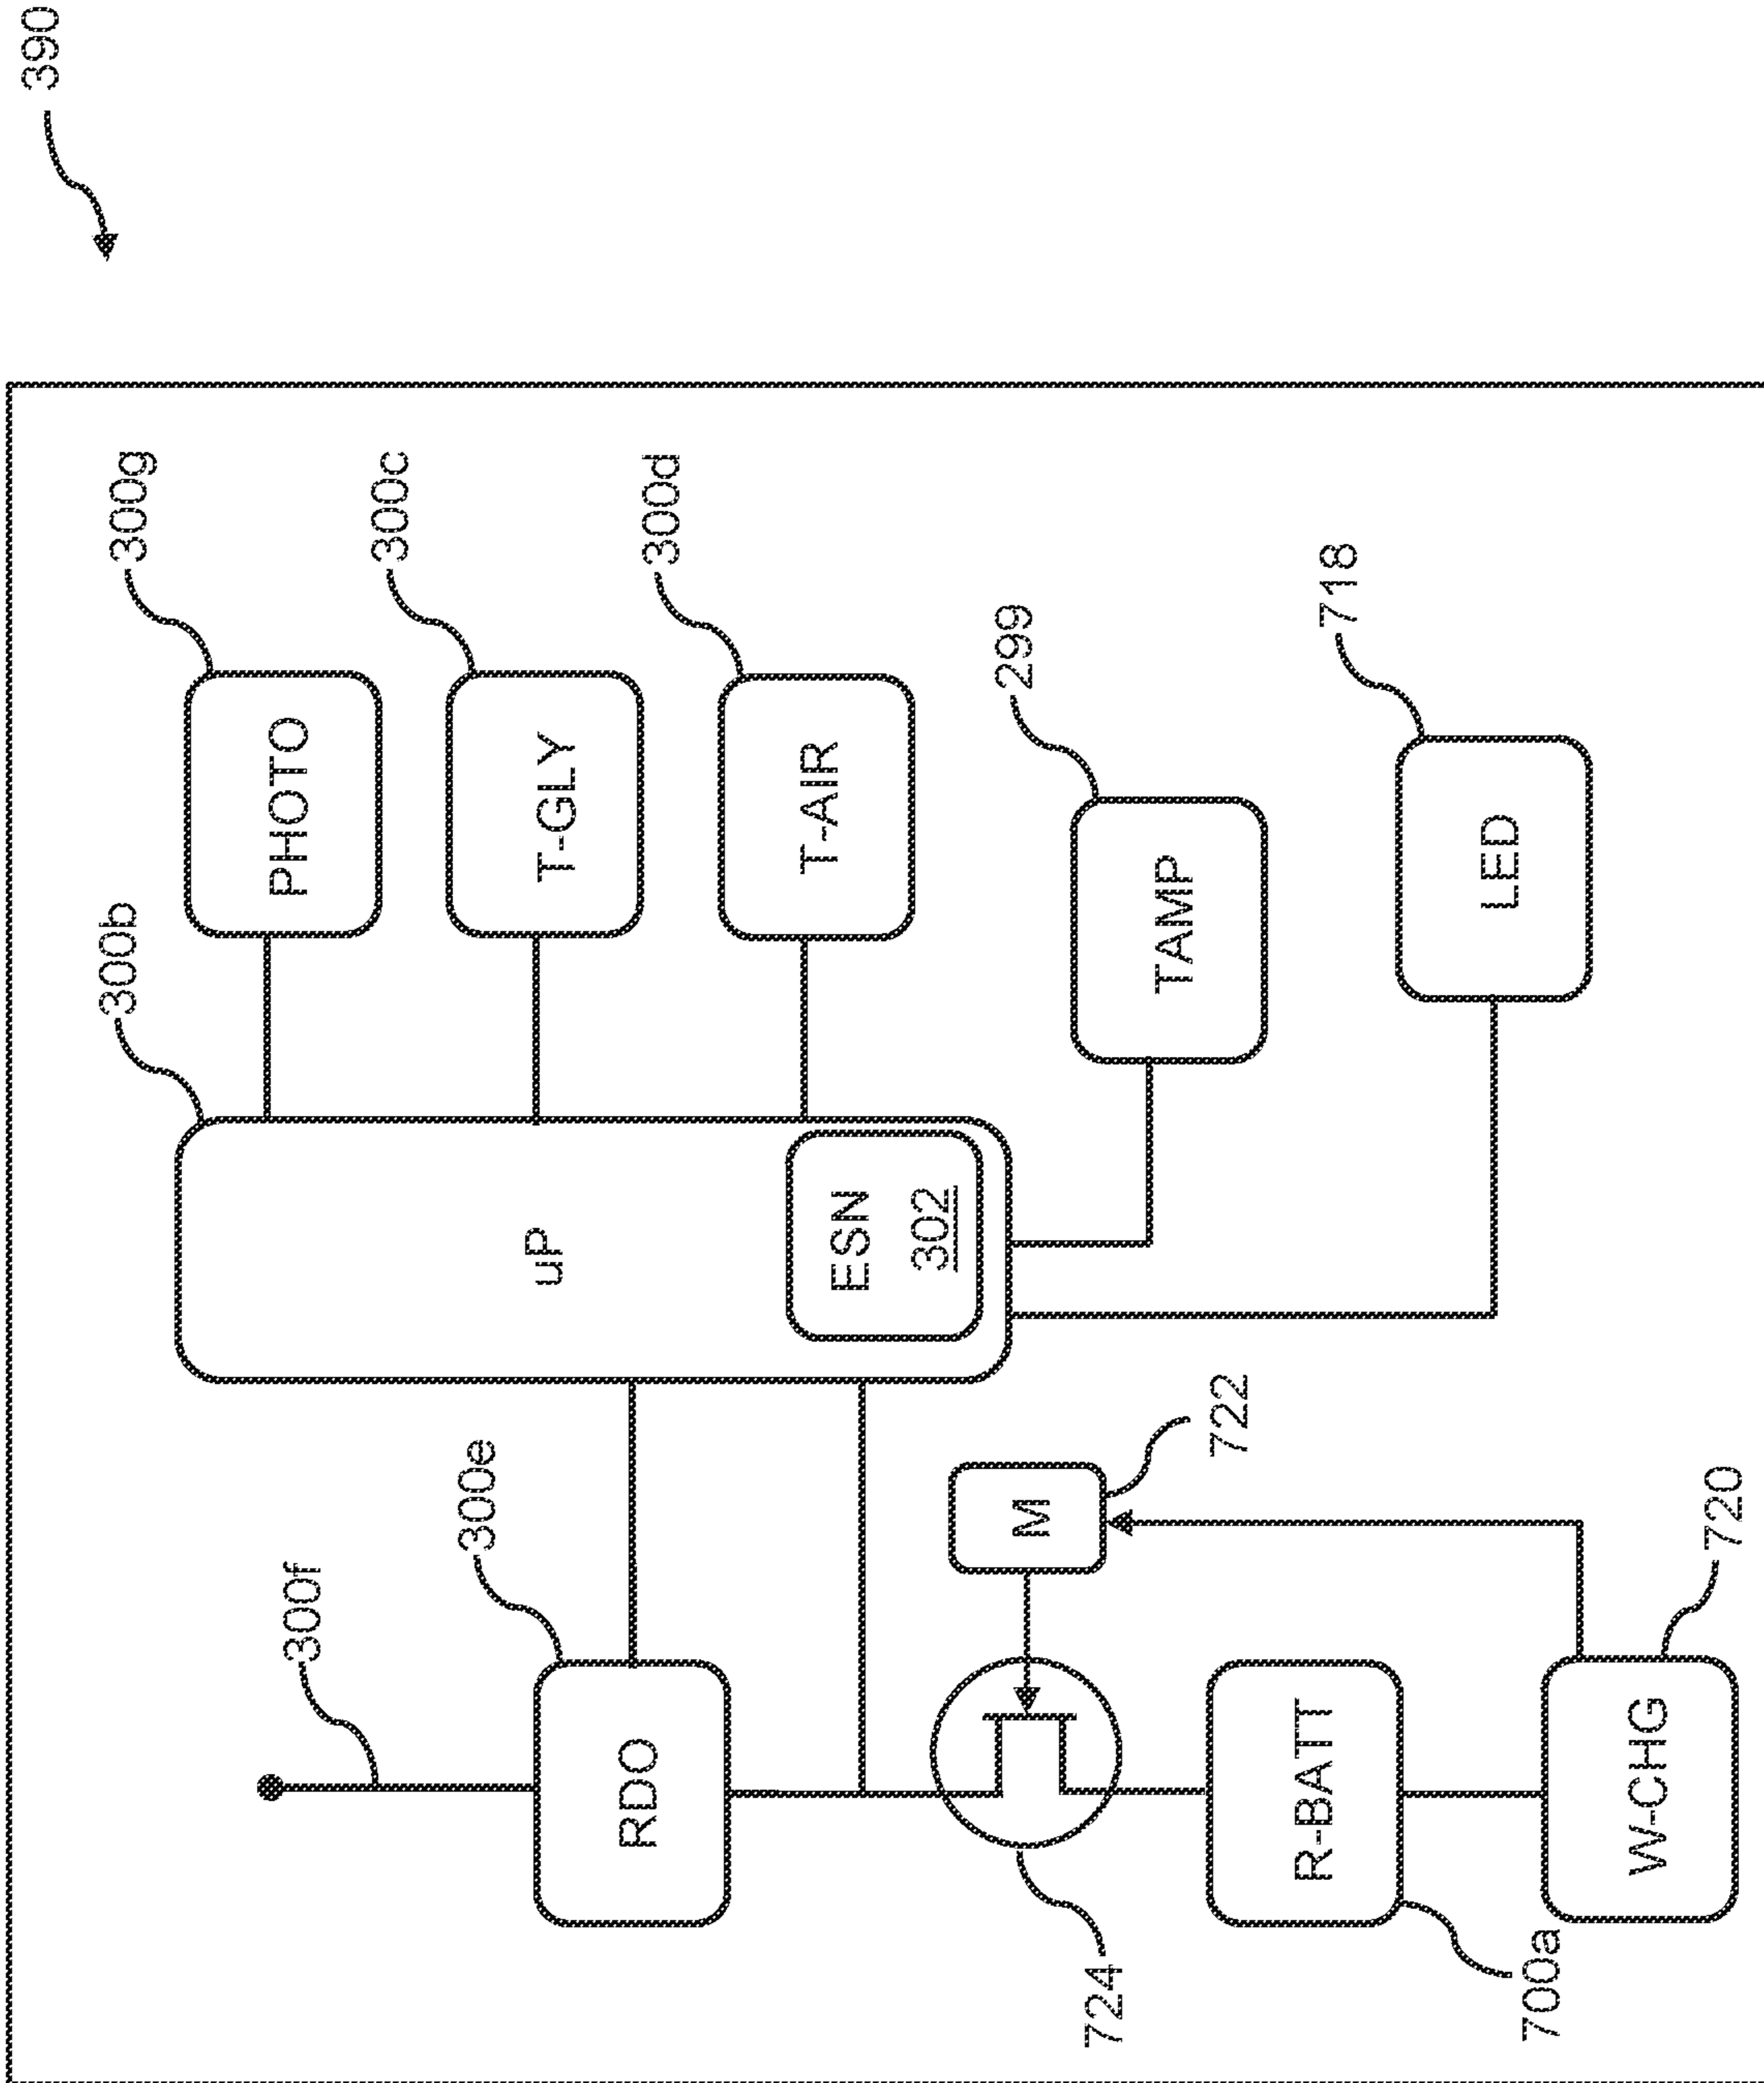 390
300g
PHOTO
300c
T-GLY
300d
T-AIR
299
TAMP
718
LED
300b
uP
ESN
302
300f
300e
RDO
722
M
724
R-BATT
700a
720
W-CHG